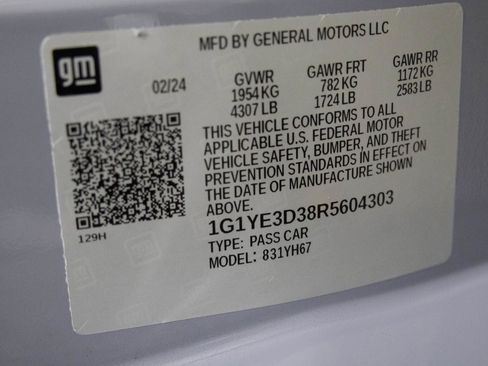 MFD BY GENERAL MOTORS LLC
gm
02/24
GVWR GAWR FRT GAWR RR
1954 KG 782 KG 1172 KG
4307 LB 1724 LB 2583 LB
THIS VEHICLE CONFORMS TO ALL
APPLICABLE U.S. FEDERAL MOTOR
VEHICLE SAFETY, BUMPER, AND THEFT
PREVENTION STANDARDS IN EFFECT ON
THE DATE OF MANUFACTURE SHOWN
ABOVE.
129H
1G1YE3D38R5604303
TYPE: PASS CAR
MODEL: 831YH67